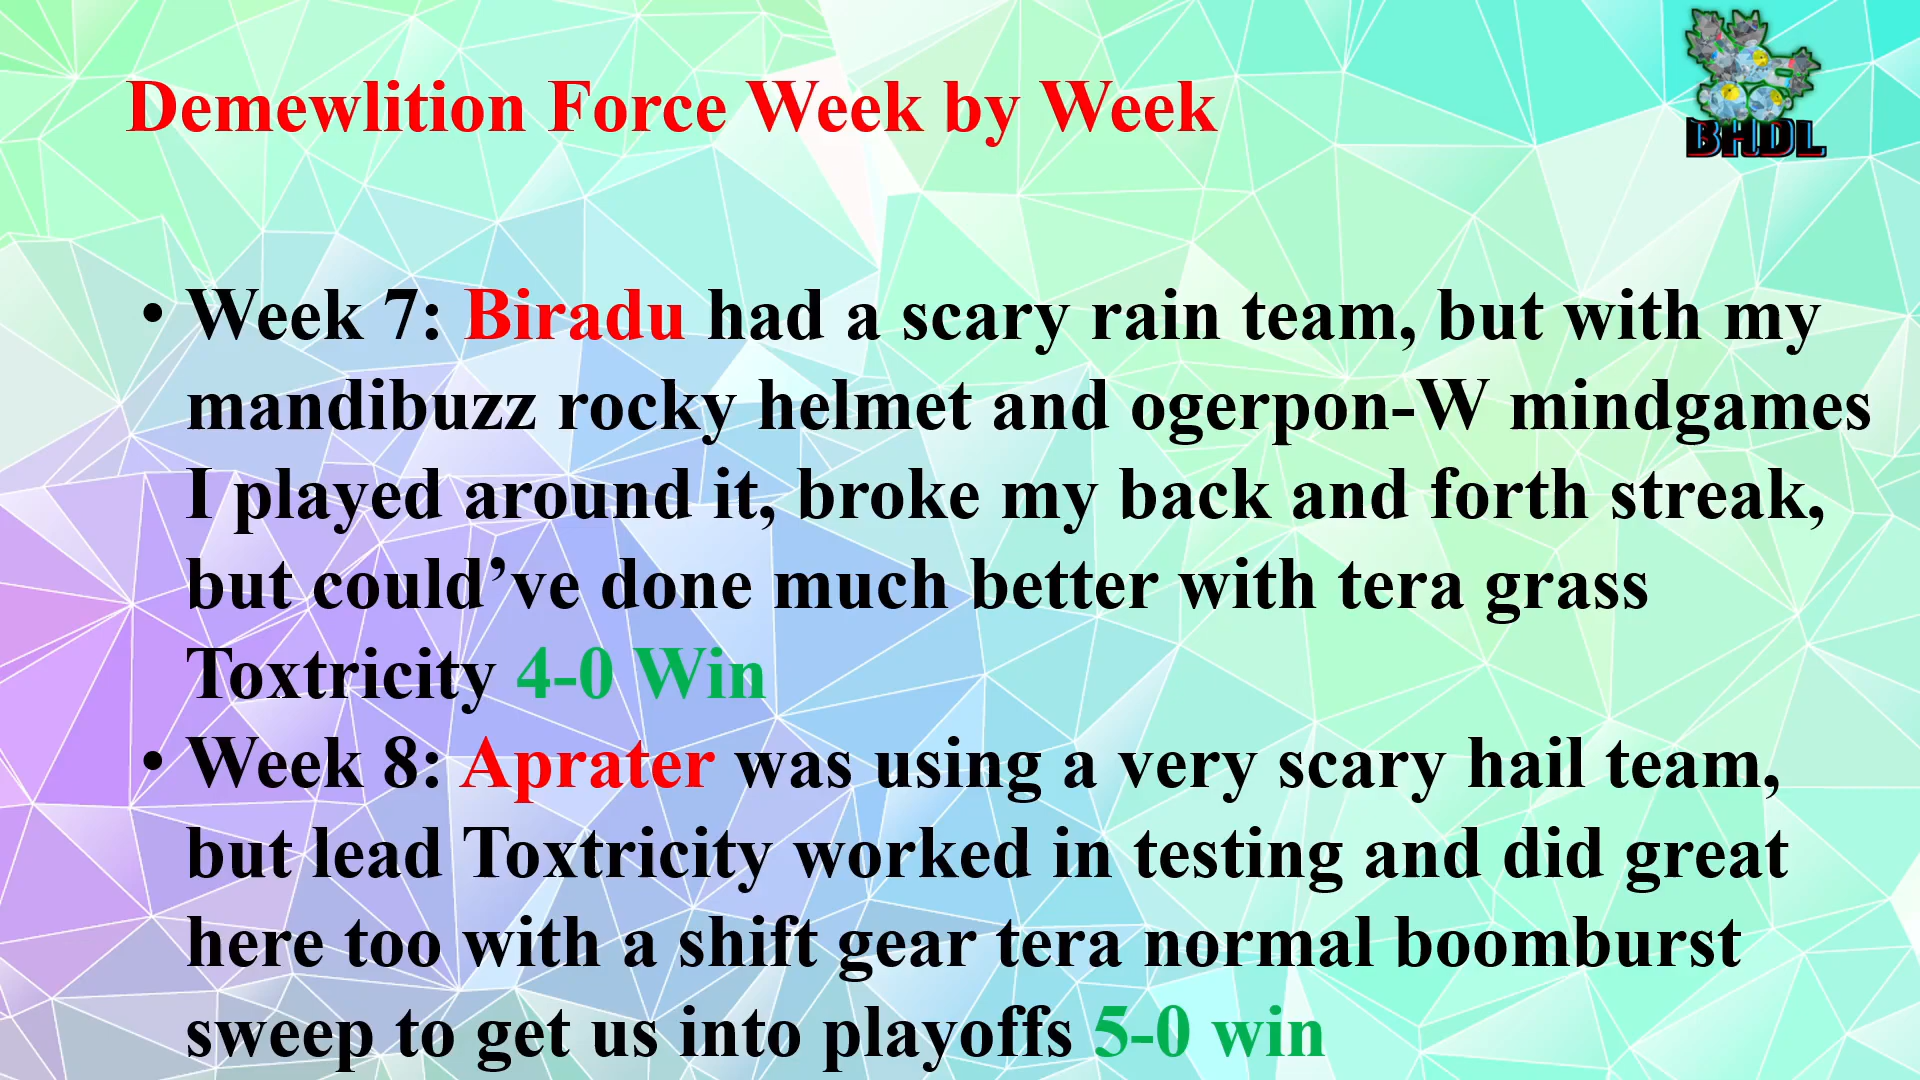 Demewlition Force Week by Week
BHDL
• Week 7: Biradu had a scary rain team, but with my
mandibuzz rocky helmet and ogerpon-W mindgames
I played around it, broke my back and forth streak,
but could’ve done much better with tera grass
Toxtricity 4-0 Win
• Week 8: Aprater was using a very scary hail team,
but lead Toxtricity worked in testing and did great
here too with a shift gear tera normal boomburst
sweep to get us into playoffs 5-0 win